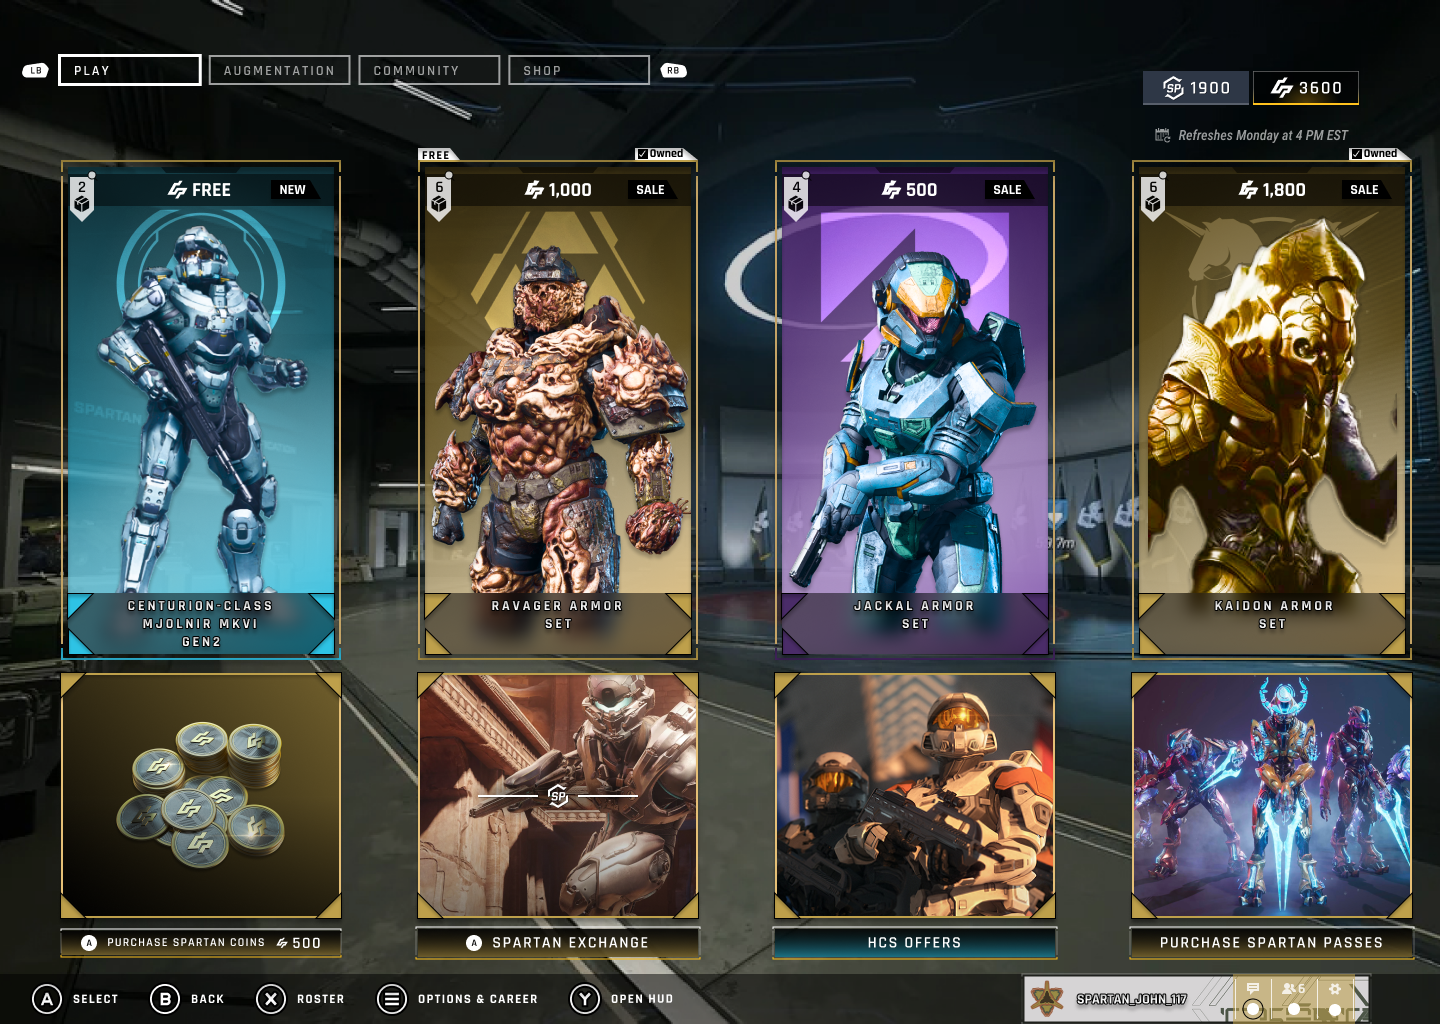 LB
PLAY
AUGMENTATION
COMMUNITY
SHOP
RB
SP 1900
3600
Refreshes Monday at 4 PM EST
2
FREE
NEW
FREE
Owned
6
1,000
SALE
4
500
SALE
Owned
6
1,800
SALE
SPARTAN
CENTURION-CLASS
MJOLNIR MKVI
GEN2
RAVAGER ARMOR
SET
JACKAL ARMOR
SET
KAIDON ARMOR
SET
SP
A PURCHASE SPARTAN COINS 500
A SPARTAN EXCHANGE
HCS OFFERS
PURCHASE SPARTAN PASSES
A SELECT
B BACK
X ROSTER
OPTIONS & CAREER
Y OPEN HUD
SPARTAN_JOHN_117
6